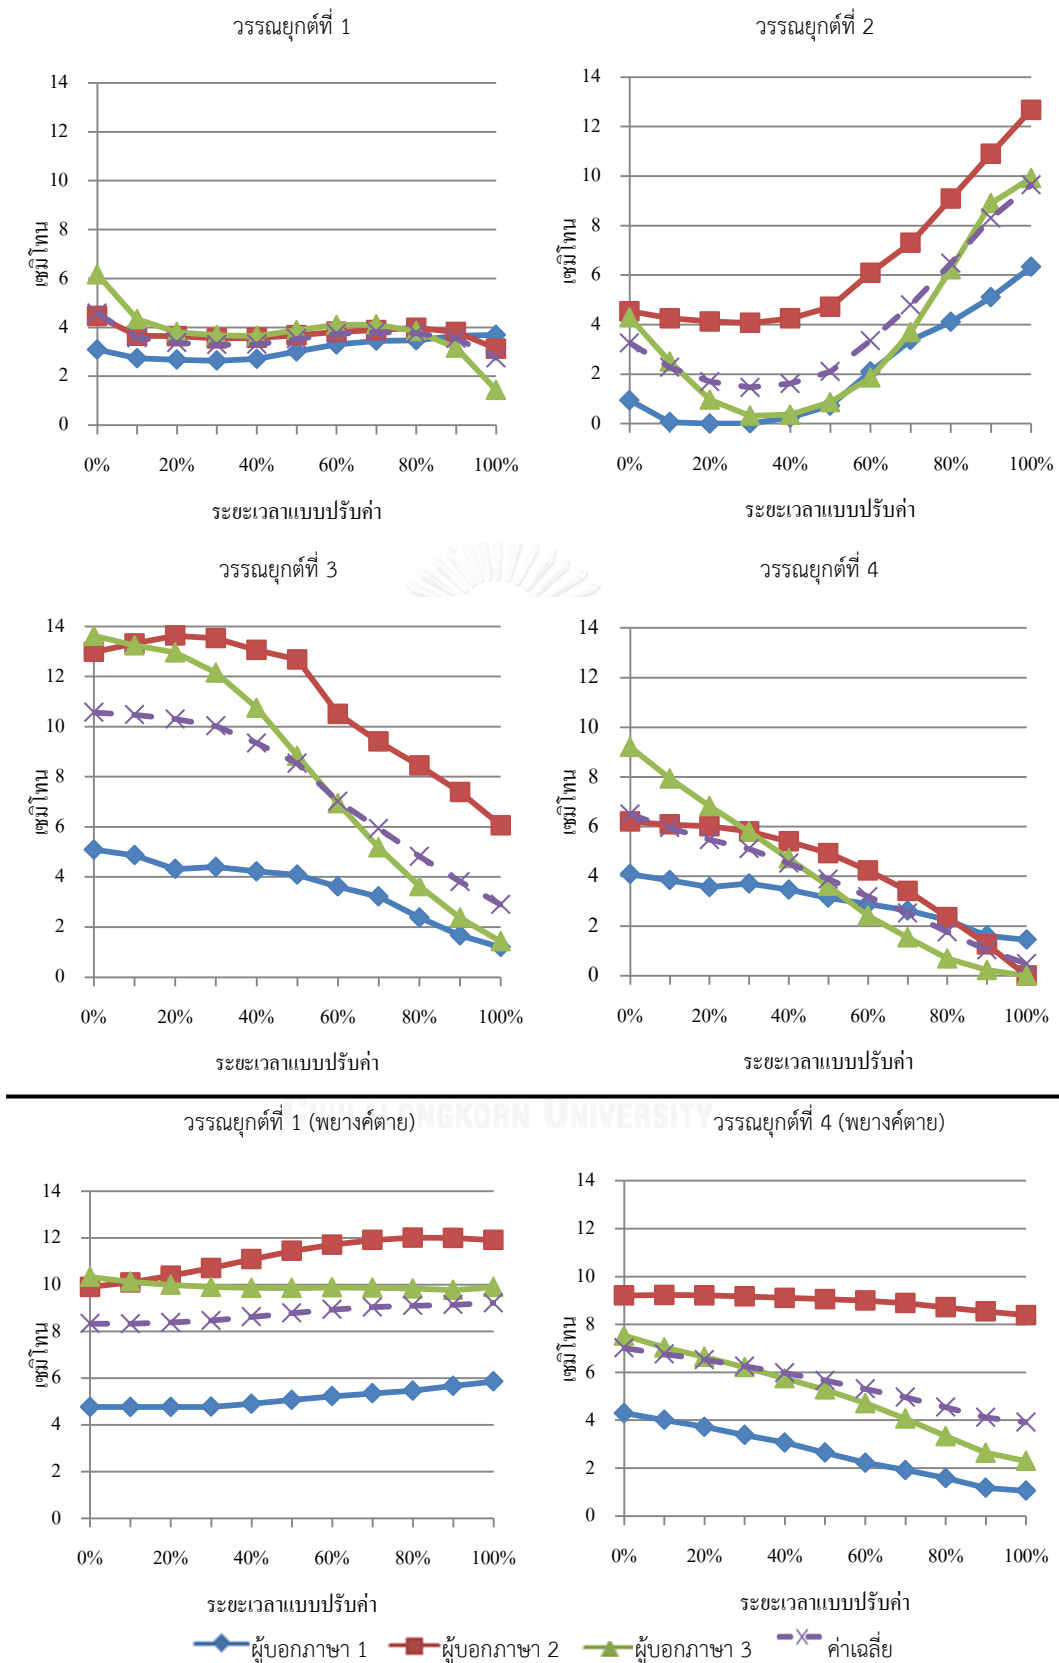 วรรณยุกต์ที่ 1
วรรณยุกต์ที่ 2
14
12
10
8
6
4
2
0
เซมิโทน
0% 20% 40% 60% 80% 100%
ระยะเวลาแบบปรับค่า
14
12
10
8
6
4
2
0
เซมิโทน
0% 20% 40% 60% 80% 100%
ระยะเวลาแบบปรับค่า
วรรณยุกต์ที่ 3
วรรณยุกต์ที่ 4
14
12
10
8
6
4
2
0
เซมิโทน
0% 20% 40% 60% 80% 100%
ระยะเวลาแบบปรับค่า
14
12
10
8
6
4
2
0
เซมิโทน
0% 20% 40% 60% 80% 100%
ระยะเวลาแบบปรับค่า
CHULALONGKORN UNIVERSITY
วรรณยุกต์ที่ 1 (พยางค์ตาย)
วรรณยุกต์ที่ 4 (พยางค์ตาย)
14
12
10
8
6
4
2
0
เซมิโทน
0% 20% 40% 60% 80% 100%
ระยะเวลาแบบปรับค่า
14
12
10
8
6
4
2
0
เซมิโทน
0% 20% 40% 60% 80% 100%
ระยะเวลาแบบปรับค่า
ผู้บอกภาษา 1 ผู้บอกภาษา 2 ผู้บอกภาษา 3 ค่าเฉลี่ย